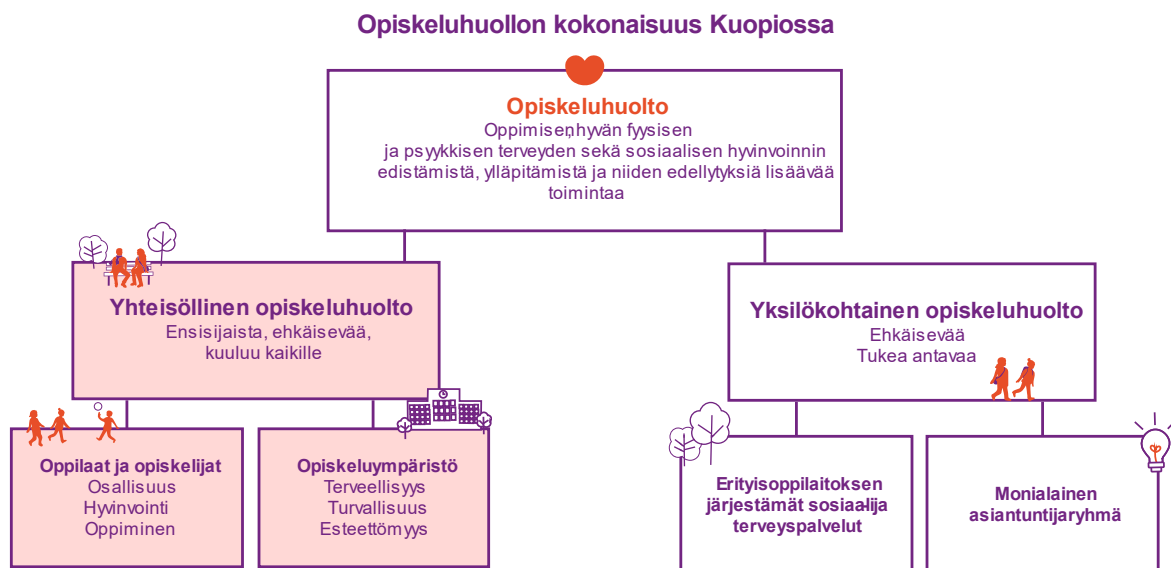 Opiskeluhuollon kokonaisuus Kuopiossa
Opiskeluhuolto
Oppimisen,hyvän fyysisen
ja psyykkisen terveyden sekä sosiaalisen hyvinvoinnin
edistämistä, ylläpitämistä ja niiden edellytyksiä lisäävää
toimintaa
Yhteisöllinen opiskeluhuolto
Ensisijaista, ehkäisevää,
kuuluu kaikille
Yksilökohtainen opiskeluhuolto
Ehkäisevää
Tukea antavaa
Oppilaat ja opiskelijat
Osallisuus
Hyvinvointi
Oppiminen
Opiskeluympäristö
Terveellisyys
Turvallisuus
Esteettömyys
Erityisoppilaitoksen
järjestämät sosiaali-ja
terveyspalvelut
Monialainen
asiantuntijaryhmä